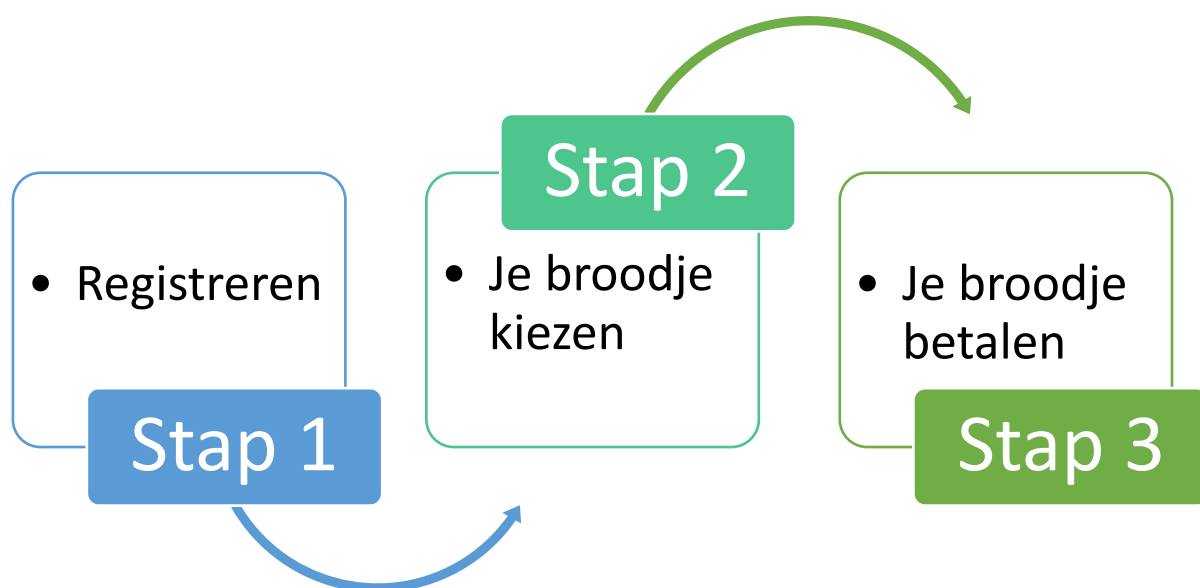 • Registreren
Stap 1
Stap 2
• Je broodje
kiezen
• Je broodje
betalen
Stap 3